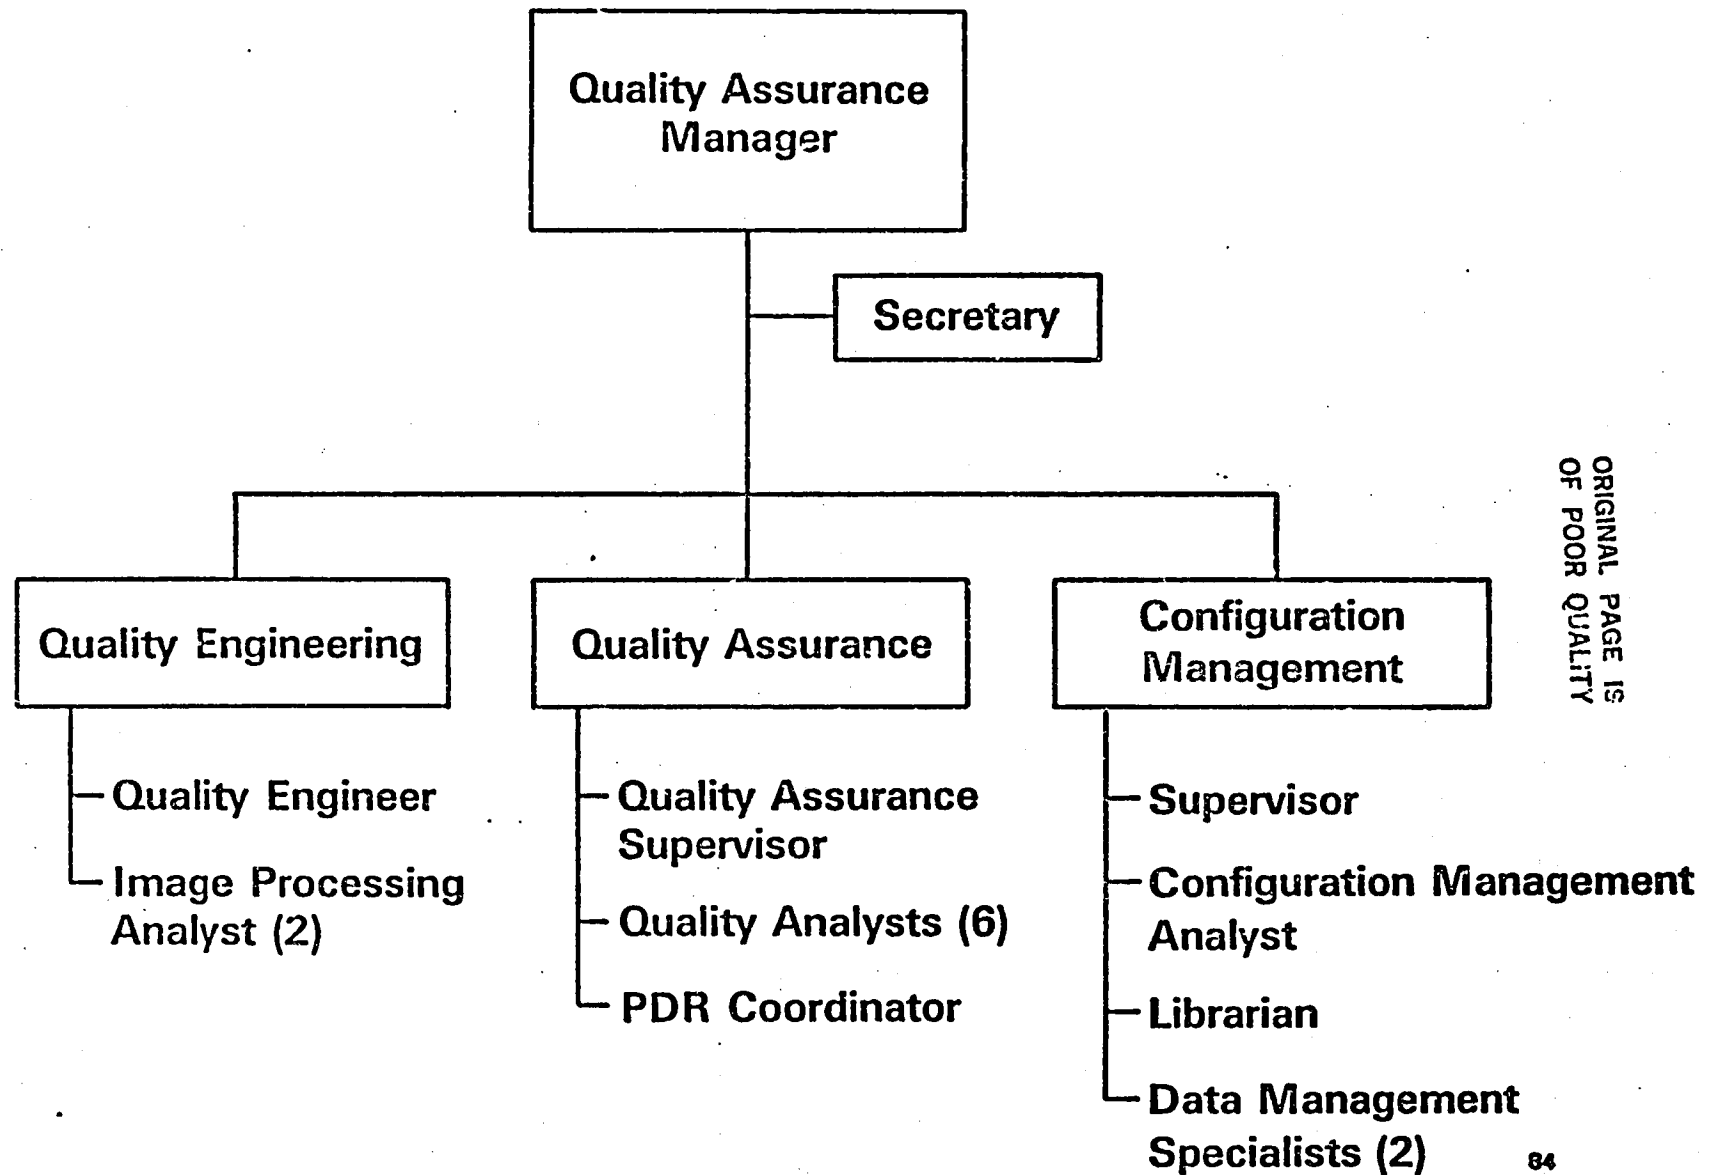 Quality Assurance
Manager
Secretary
Quality Engineering
Quality Engineer
Image Processing
Analyst (2)
Quality Assurance
Quality Assurance
Supervisor
Quality Analysts (6)
PDR Coordinator
Configuration
Management
Supervisor
Configuration Management
Analyst
Librarian
Data Management
Specialists (2)
ORIGINAL PAGE IS
OF POOR QUALITY
84